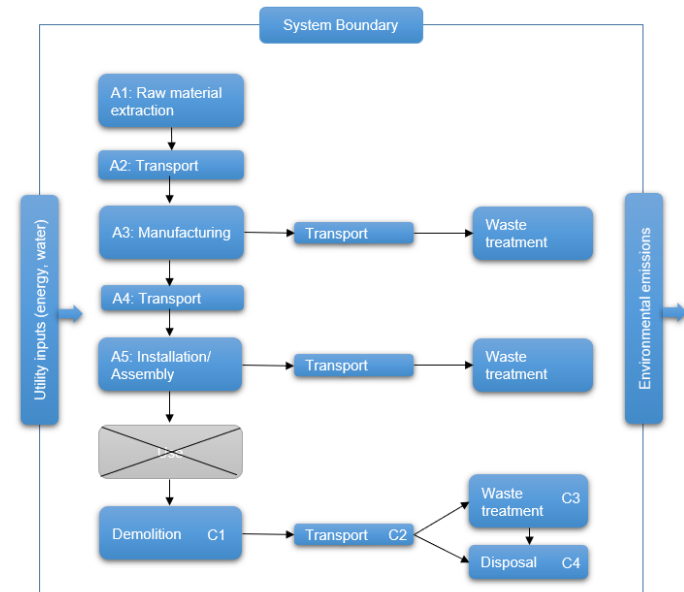 System Boundary
A1: Raw material
extraction
A2: Transport
A3: Manufacturing
Transport
Waste
treatment
A4: Transport
A5: Installation/
Assembly
Transport
Waste
treatment
Use
Demolition C1
Transport C2
Waste C3
treatment
Disposal C4
Utility inputs (energy, water)
Environmental emissions